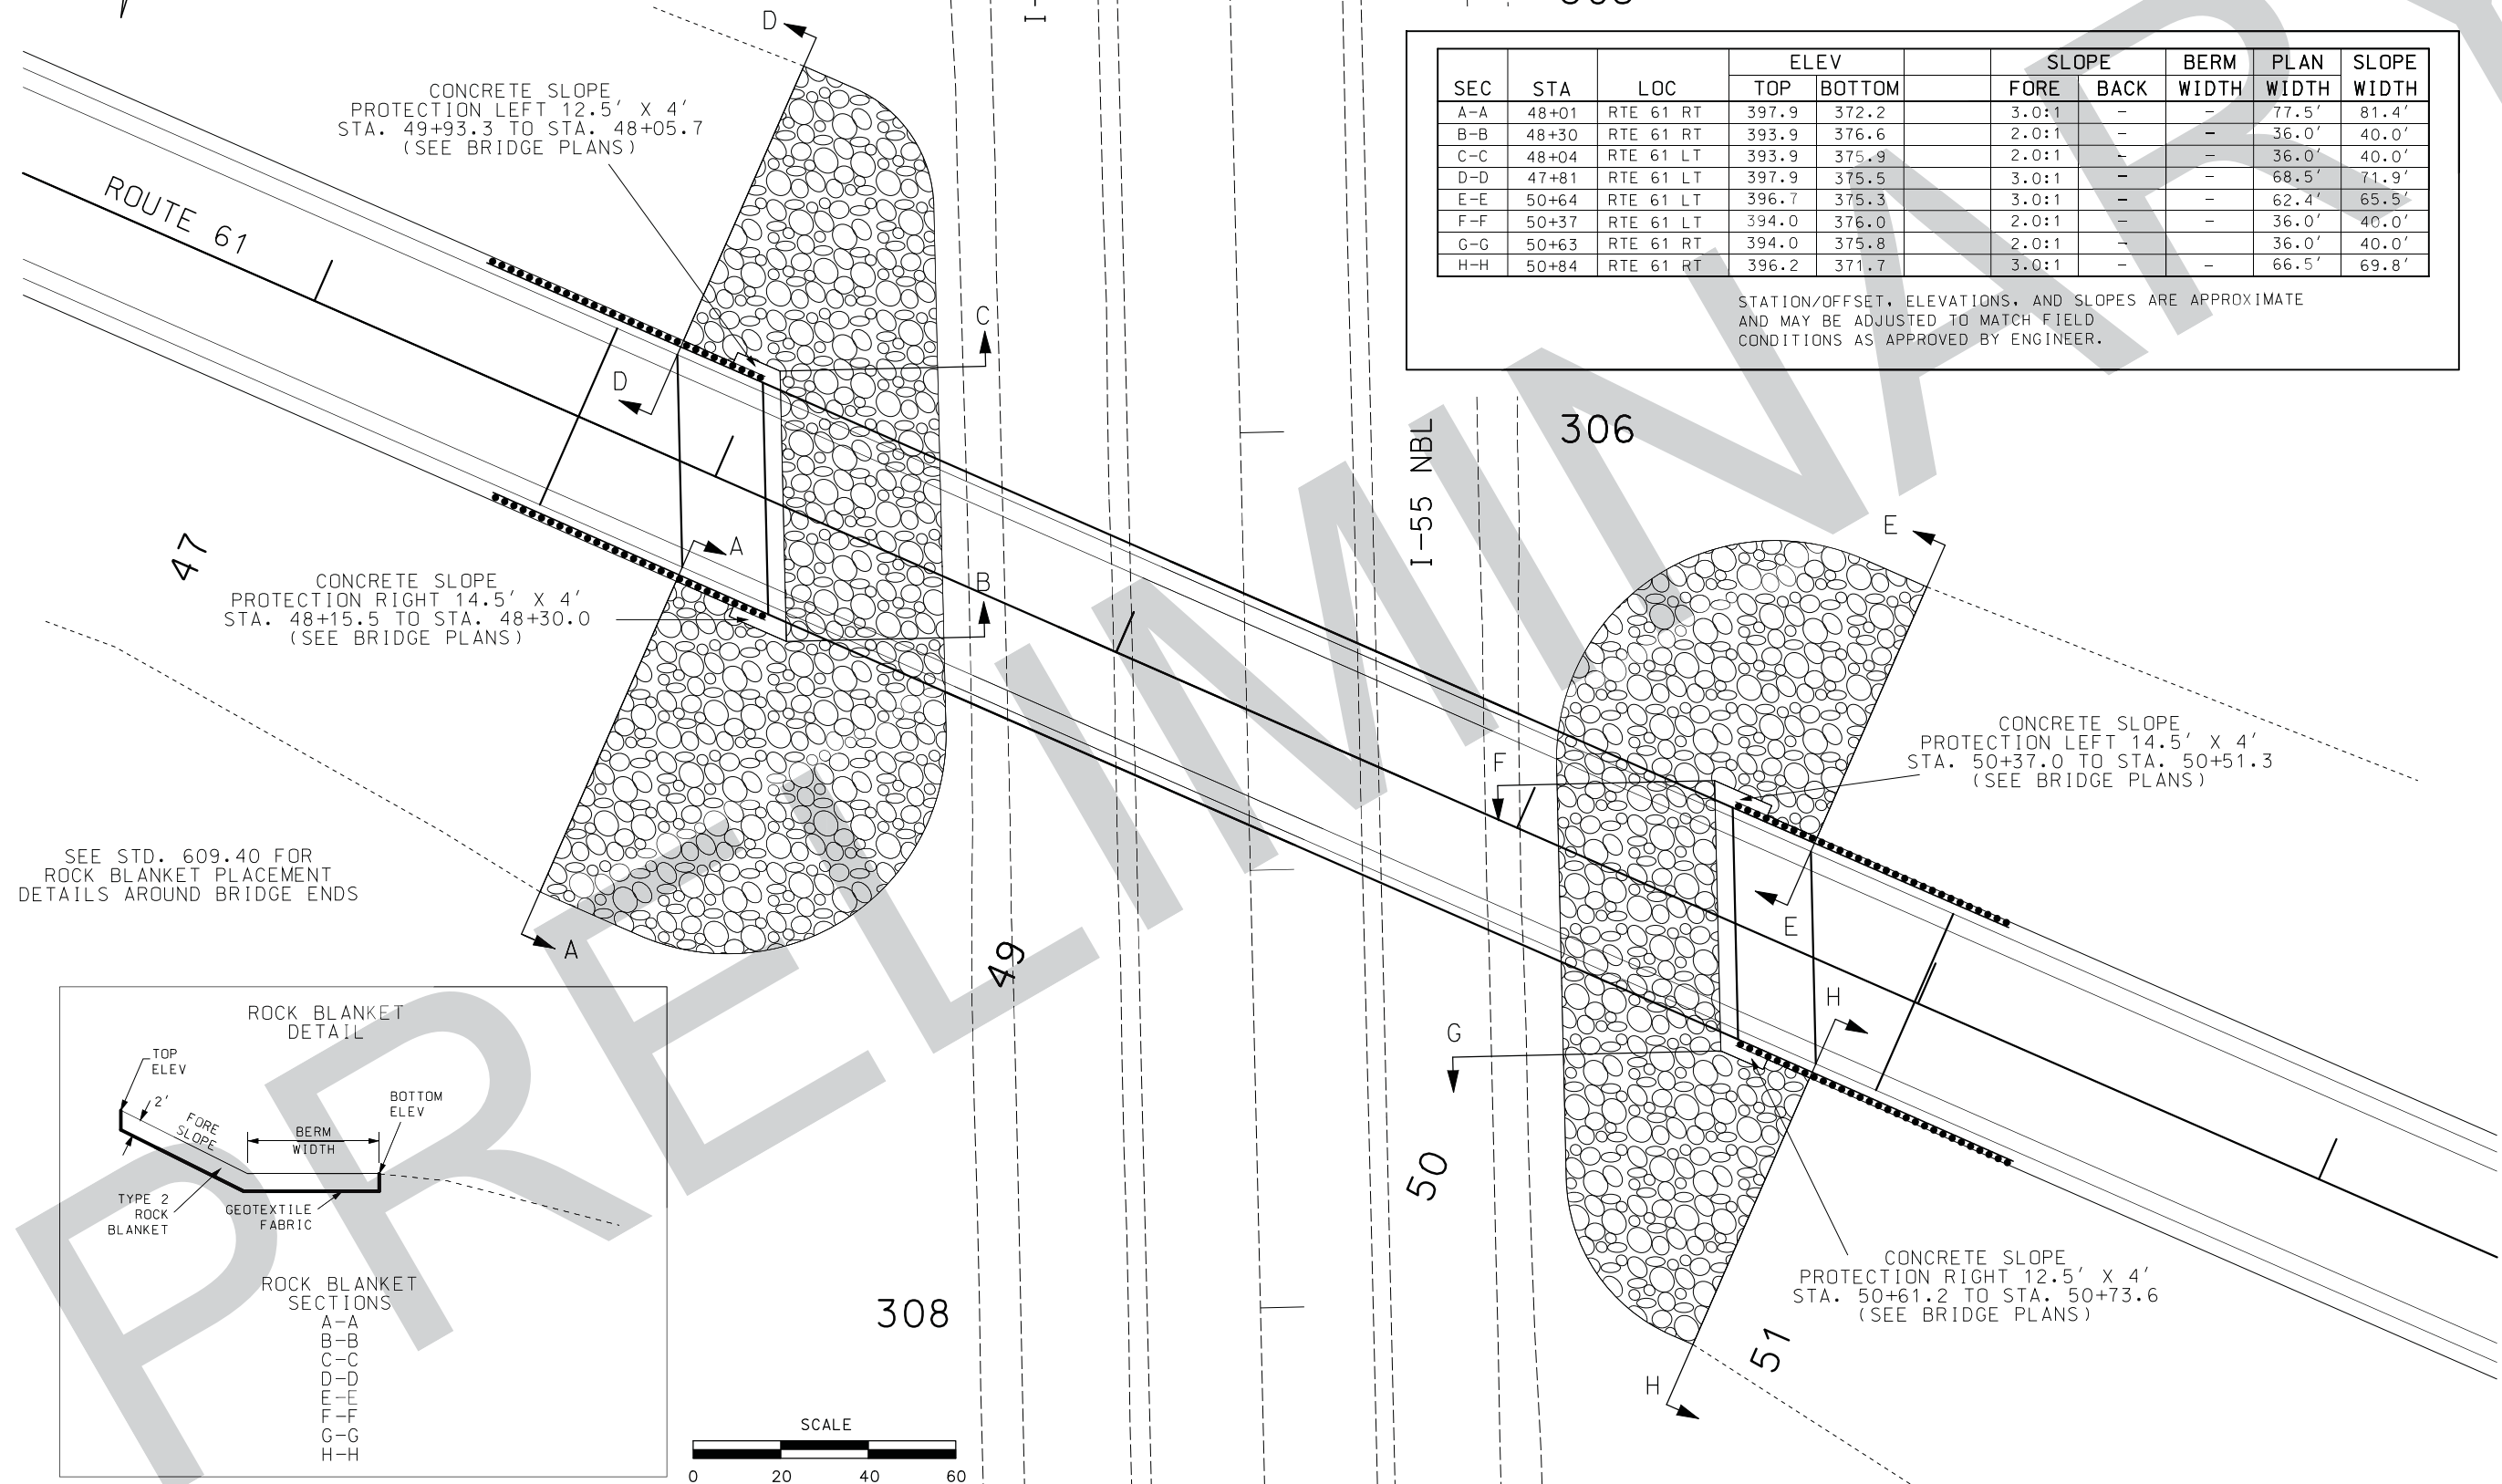 D
I-
CONCRETE SLOPE
PROTECTION LEFT 12.5' X 4'
STA. 49+93.3 TO STA. 48+05.7
(SEE BRIDGE PLANS)
ROUTE 61
SEC STA LOC ELEV TOP BOTTOM SLOPE FORE BACK BERM WIDTH PLAN WIDTH SLOPE WIDTH
A-A 48+01 RTE 61 RT 397.9 372.2 3.0:1 - - 77.5' 81.4'
B-B 48+30 RTE 61 RT 393.9 376.6 2.0:1 - - 36.0' 40.0'
C-C 48+04 RTE 61 LT 393.9 375.9 2.0:1 - - 36.0' 40.0'
D-D 47+81 RTE 61 LT 397.9 375.5 3.0:1 - - 68.5' 71.9'
E-E 50+64 RTE 61 LT 396.7 375.3 3.0:1 - - 62.4' 65.5'
F-F 50+37 RTE 61 LT 394.0 376.0 2.0:1 - - 36.0' 40.0'
G-G 50+63 RTE 61 RT 394.0 375.8 2.0:1 - 36.0' 40.0'
H-H 50+84 RTE 61 RT 396.2 371.7 3.0:1 - - 66.5' 69.8'
STATION/OFFSET, ELEVATIONS, AND SLOPES ARE APPROXIMATE
AND MAY BE ADJUSTED TO MATCH FIELD
CONDITIONS AS APPROVED BY ENGINEER.
C
D
306
I-55 NBL
E
47
A
B
CONCRETE SLOPE
PROTECTION RIGHT 14.5' X 4'
STA. 48+15.5 TO STA. 48+30.0
(SEE BRIDGE PLANS)
CONCRETE SLOPE
PROTECTION LEFT 14.5' X 4'
STA. 50+37.0 TO STA. 50+51.3
(SEE BRIDGE PLANS)
F
SEE STD. 609.40 FOR
ROCK BLANKET PLACEMENT
DETAILS AROUND BRIDGE ENDS
E
A
49
H
G
50
ROCK BLANKET
DETAIL
TOP
ELEV
2'
FORE
SLOPE
BERM
WIDTH
BOTTOM
ELEV
TYPE 2
ROCK
BLANKET
GEOTEXTILE
FABRIC
ROCK BLANKET
SECTIONS
A-A
B-B
C-C
D-D
E-E
F-F
G-G
H-H
308
CONCRETE SLOPE
PROTECTION RIGHT 12.5' X 4'
STA. 50+61.2 TO STA. 50+73.6
(SEE BRIDGE PLANS)
51
H
SCALE
0 20 40 60
PRELIMINARY